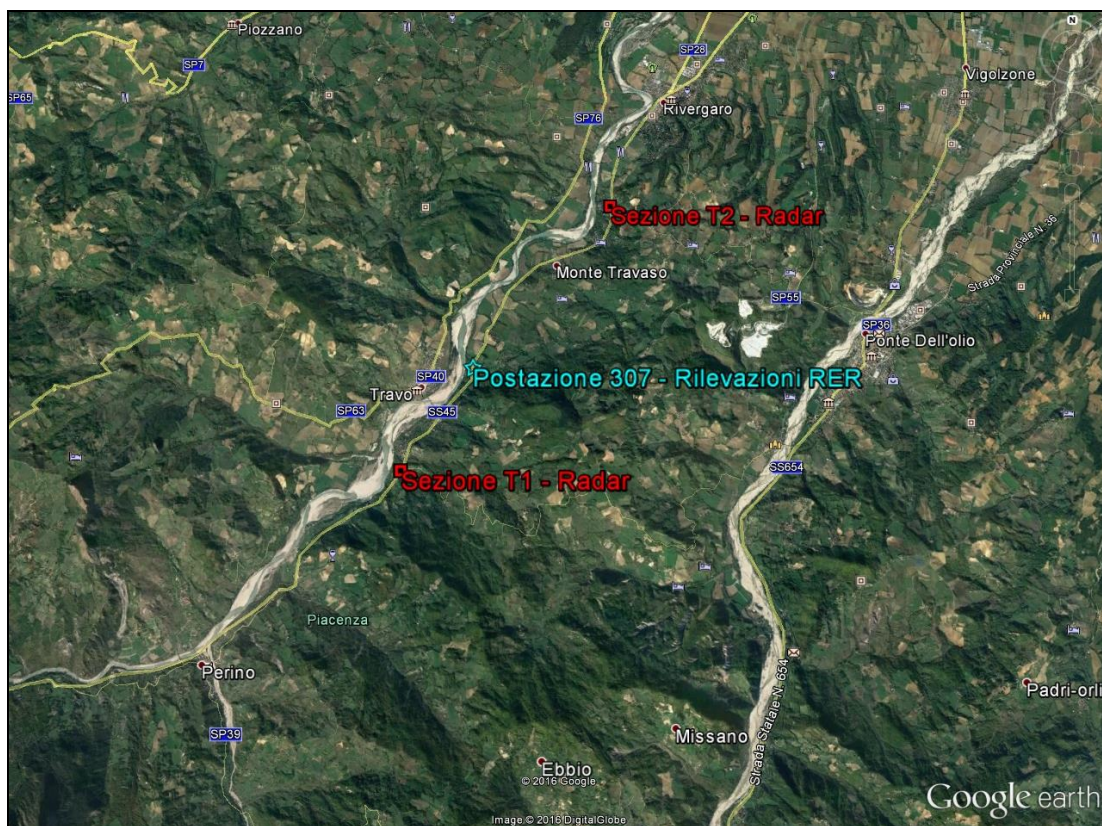 Piozzano
N
SP7
SP28
SP65
Vigolzone
Rivergaro
SP76
Sezione T2 - Radar
Strada Provinciale N. 36
Monte Travaso
SP55
SP36
Ponte Dell'olio
Postazione 307 - Rilevazioni RER
SP40
Travo
SP63
SS45
SS654
Sezione T1 - Radar
Piacenza
Perino
Padri-orli
Strada Statale N. 654
SP39
Missano
Ebbio
© 2016 Google
Google earth
Image © 2016 DigitalGlobe